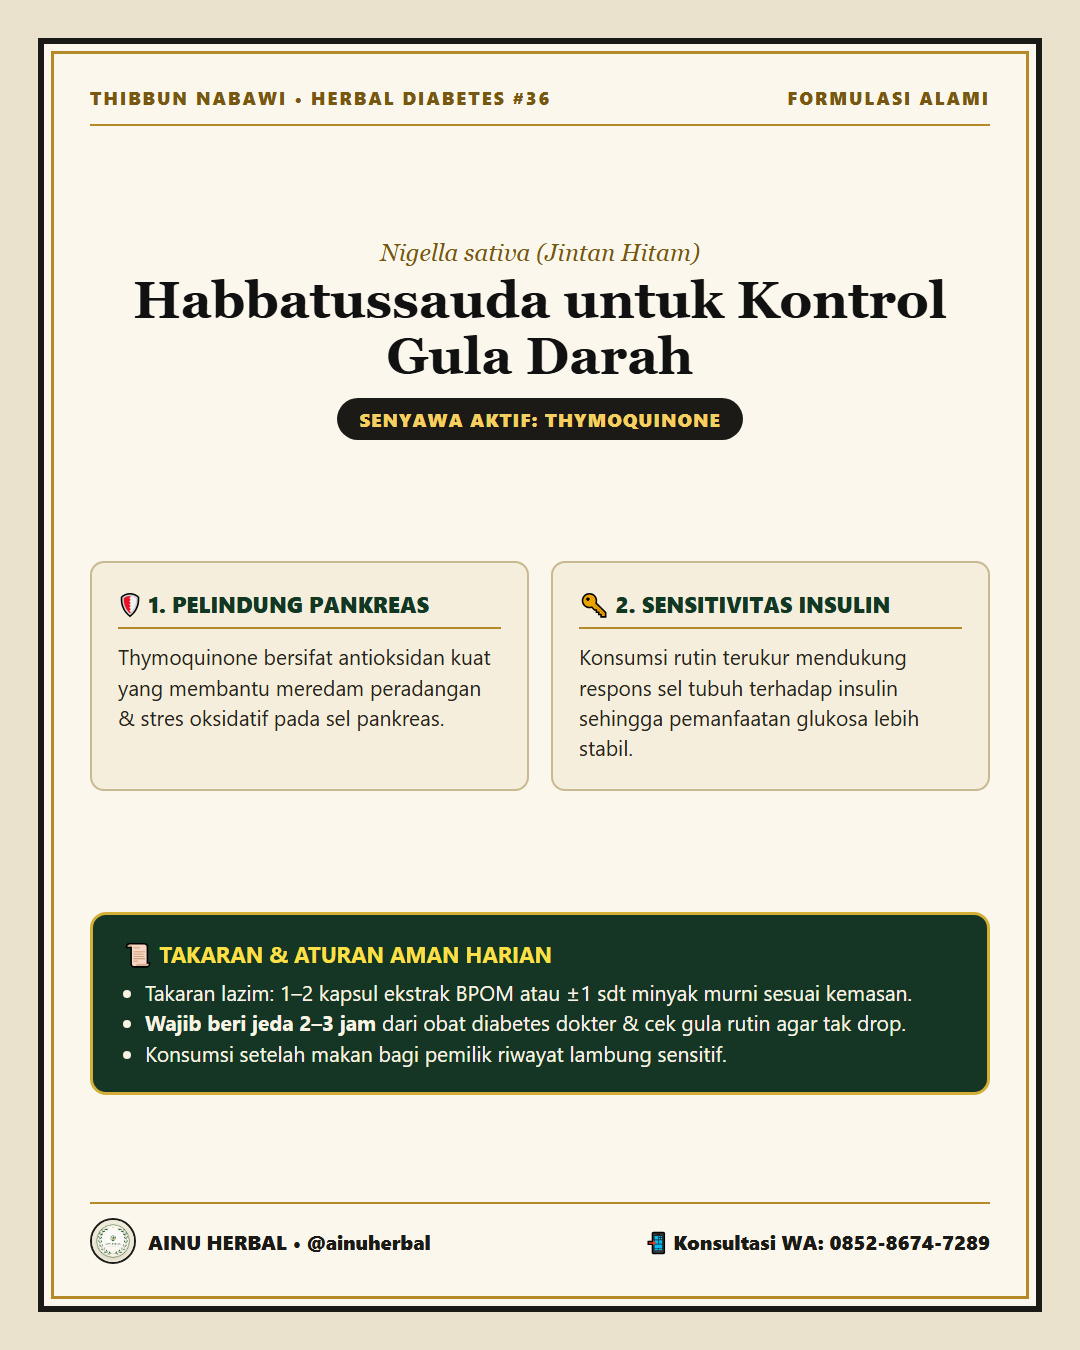 THIBBUN NABAWI • HERBAL DIABETES #36
FORMULASI ALAMI
Nigella sativa (Jintan Hitam)
Habbatussauda untuk Kontrol
Gula Darah
SENYAWA AKTIF: THYMOQUINONE
1. PELINDUNG PANKREAS
Thymoquinone bersifat antioksidan kuat
yang membantu meredam peradangan
& stres oksidatif pada sel pankreas.
2. SENSITIVITAS INSULIN
Konsumsi rutin terukur mendukung
respons sel tubuh terhadap insulin
sehingga pemanfaatan glukosa lebih
stabil.
TAKARAN & ATURAN AMAN HARIAN
• Takaran lazim: 1–2 kapsul ekstrak BPOM atau ±1 sdt minyak murni sesuai kemasan.
• Wajib beri jeda 2–3 jam dari obat diabetes dokter & cek gula rutin agar tak drop.
• Konsumsi setelah makan bagi pemilik riwayat lambung sensitif.
AINU HERBAL • @ainuherbal
Konsultasi WA: 0852-8674-7289